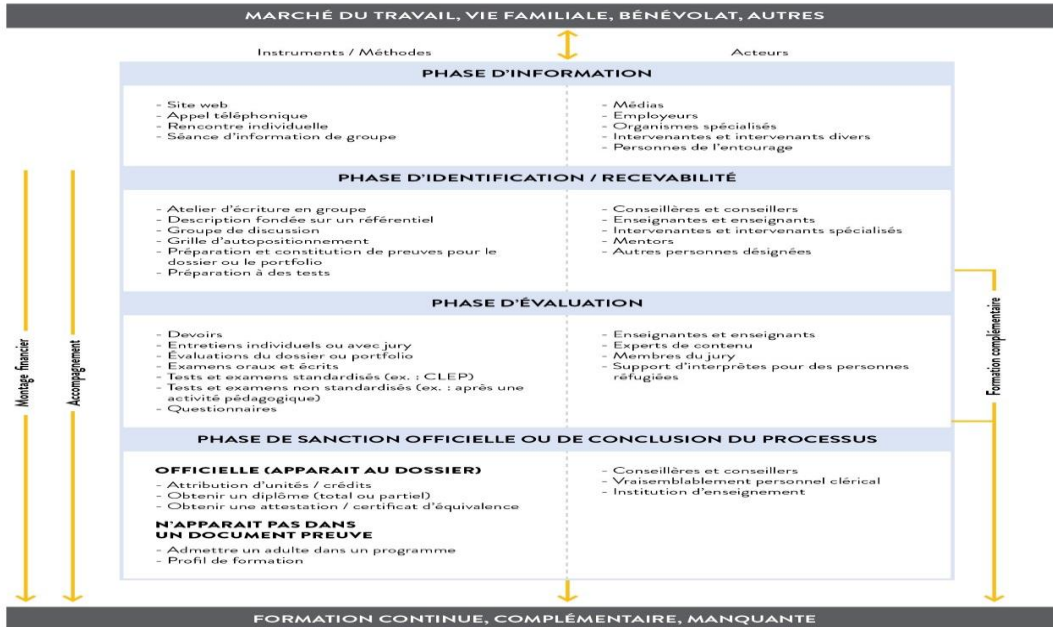 MARCHÉ DU TRAVAIL, VIE FAMILIALE, BÉNÉVOLAT, AUTRES
Instruments / Méthodes
Acteurs
PHASE D'INFORMATION
- Site web
- Appel téléphonique
- Rencontre individuelle
- Séance d'information de groupe
- Médias
- Employeurs
- Organismes spécialisés
- Intervenantes et intervenants divers
- Personnes de l'entourage
PHASE D'IDENTIFICATION / RECEVABILITÉ
- Atelier d'écriture en groupe
- Description fondée sur un référentiel
- Groupe de discussion
- Grille d'autopositionnement
- Préparation et constitution de preuves pour le
dossier ou le portfolio
- Préparation à des tests
- Conseillères et conseillers
- Enseignantes et enseignants
- Intervenantes et intervenants spécialisés
- Mentors
- Autres personnes désignées
PHASE D'ÉVALUATION
- Devoirs
- Entretiens individuels ou avec jury
- Évaluations du dossier ou portfolio
- Examens oraux et écrits
- Tests et examens standardisés (ex. : CLEP)
- Tests et examens non standardisés (ex. : après une
activité pédagogique)
- Questionnaires
- Enseignantes et enseignants
- Experts de contenu
- Membres du jury
- Support d'interprètes pour des personnes
réfugiées
PHASE DE SANCTION OFFICIELLE OU DE CONCLUSION DU PROCESSUS
OFFICIELLE (APPARAIT AU DOSSIER)
- Attribution d'unités / crédits
- Obtenir un diplôme (total ou partiel)
- Obtenir une attestation / certificat d'équivalence
N'APPARAIT PAS DANS
UN DOCUMENT PREUVE
- Admettre un adulte dans un programme
- Profil de formation
- Conseillères et conseillers
- Vraisemblablement personnel clérical
- Institution d'enseignement
Montage financier
Accompagnement
Formation complémentaire
FORMATION CONTINUE, COMPLÉMENTAIRE, MANQUANTE